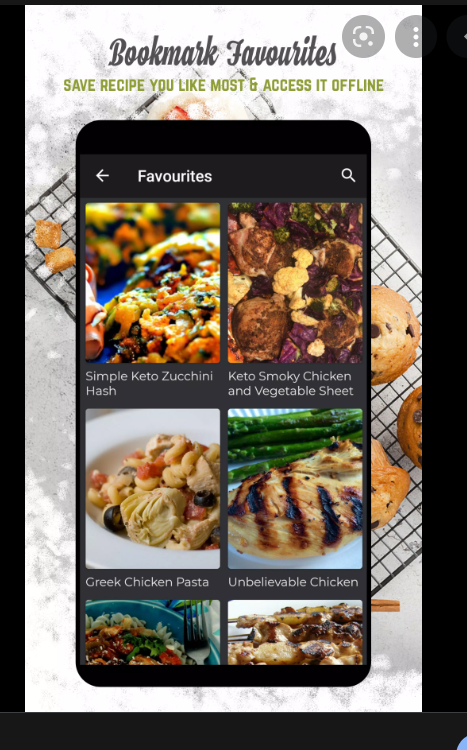 Bookmark Favourites
SAVE RECIPE YOU LIKE MOST & ACCESS IT OFFLINE
Favourites
Simple Keto Zucchini
Hash
Keto Smoky Chicken
and Vegetable Sheet
Greek Chicken Pasta
Unbelievable Chicken